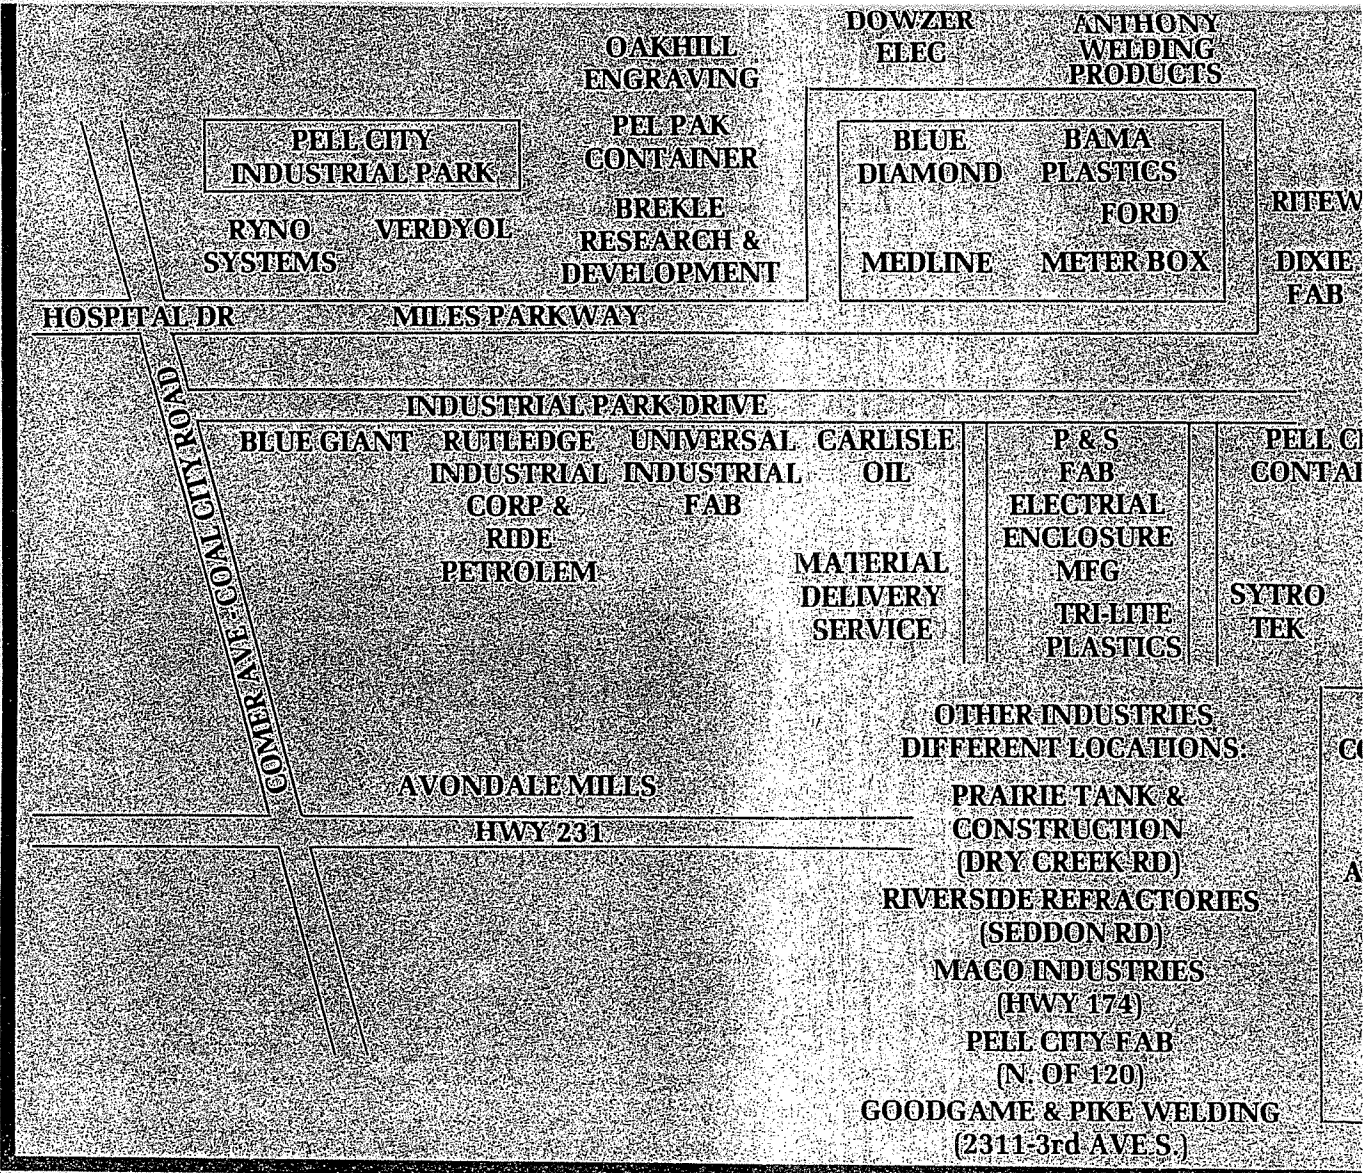 DOWZER
ELEC
ANTHONY
WELDING
PRODUCTS
OAKHILL
ENGRAVING
PEL PAK
CONTAINER
BREKLE
RESEARCH &
DEVELOPMENT
PELL CITY
INDUSTRIAL PARK
RYNO
SYSTEMS
VERDYOL
BLUE
DIAMOND
BAMA
PLASTICS
FORD
METER BOX
MEDLINE
RITEW
DIXIE
FAB
HOSPITAL DR
MILES PARKWAY
COMER AVE - COAL CITY ROAD
INDUSTRIAL PARK DRIVE
BLUE GIANT
RUTLEDGE
INDUSTRIAL
CORP &
RIDE
PETROLEM
UNIVERSAL
INDUSTRIAL
FAB
CARLISLE
OIL
MATERIAL
DELIVERY
SERVICE
P & S
FAB
ELECTRIAL
ENCLOSURE
MFG
TRI-LITE
PLASTICS
PELL CI
CONTAI
SYTRO
TEK
AVONDALE MILLS
HWY 231
OTHER INDUSTRIES
DIFFERENT LOCATIONS:
PRAIRIE TANK &
CONSTRUCTION
(DRY CREEK RD)
RIVERSIDE REFRACTORIES
(SEDDON RD)
MACO INDUSTRIES
(HWY 174)
PELL CITY FAB
(N. OF 120)
GOODGAME & PIKE WELDING
(2311-3rd AVE S.)
CO
A